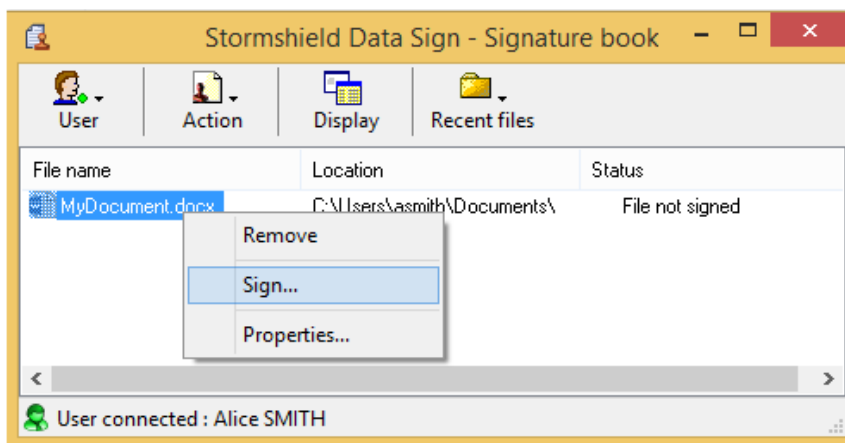 Stormshield Data Sign - Signature book
User Action Display Recent files
File name Location Status
MyDocument.docx C:\Users\asmith\Documents\ File not signed
Remove
Sign...
Properties...
User connected : Alice SMITH